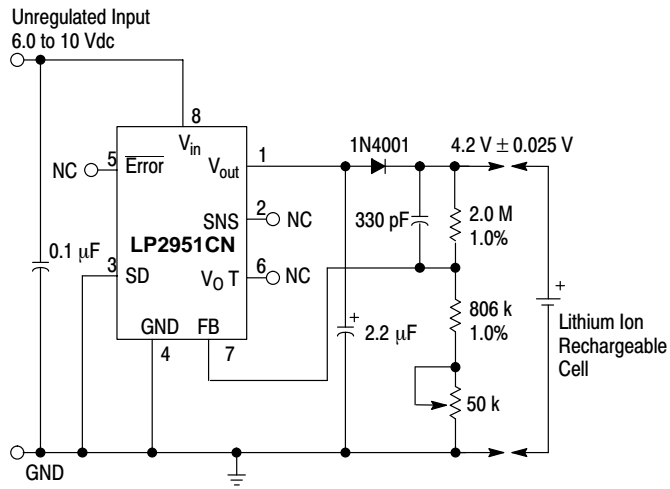 Unregulated Input
6.0 to 10 Vdc
8
Vin
1N4001
4.2 V ± 0.025 V
5
1
NC
Error
Vout
2
SNS
NC
330 pF
2.0 M
1.0%
0.1 µF
LP2951CN
3
SD
6
VO T
NC
806 k
1.0%
+
GND
FB
+
2.2 µF
Lithium Ion
Rechargeable
Cell
4
7
50 k
GND